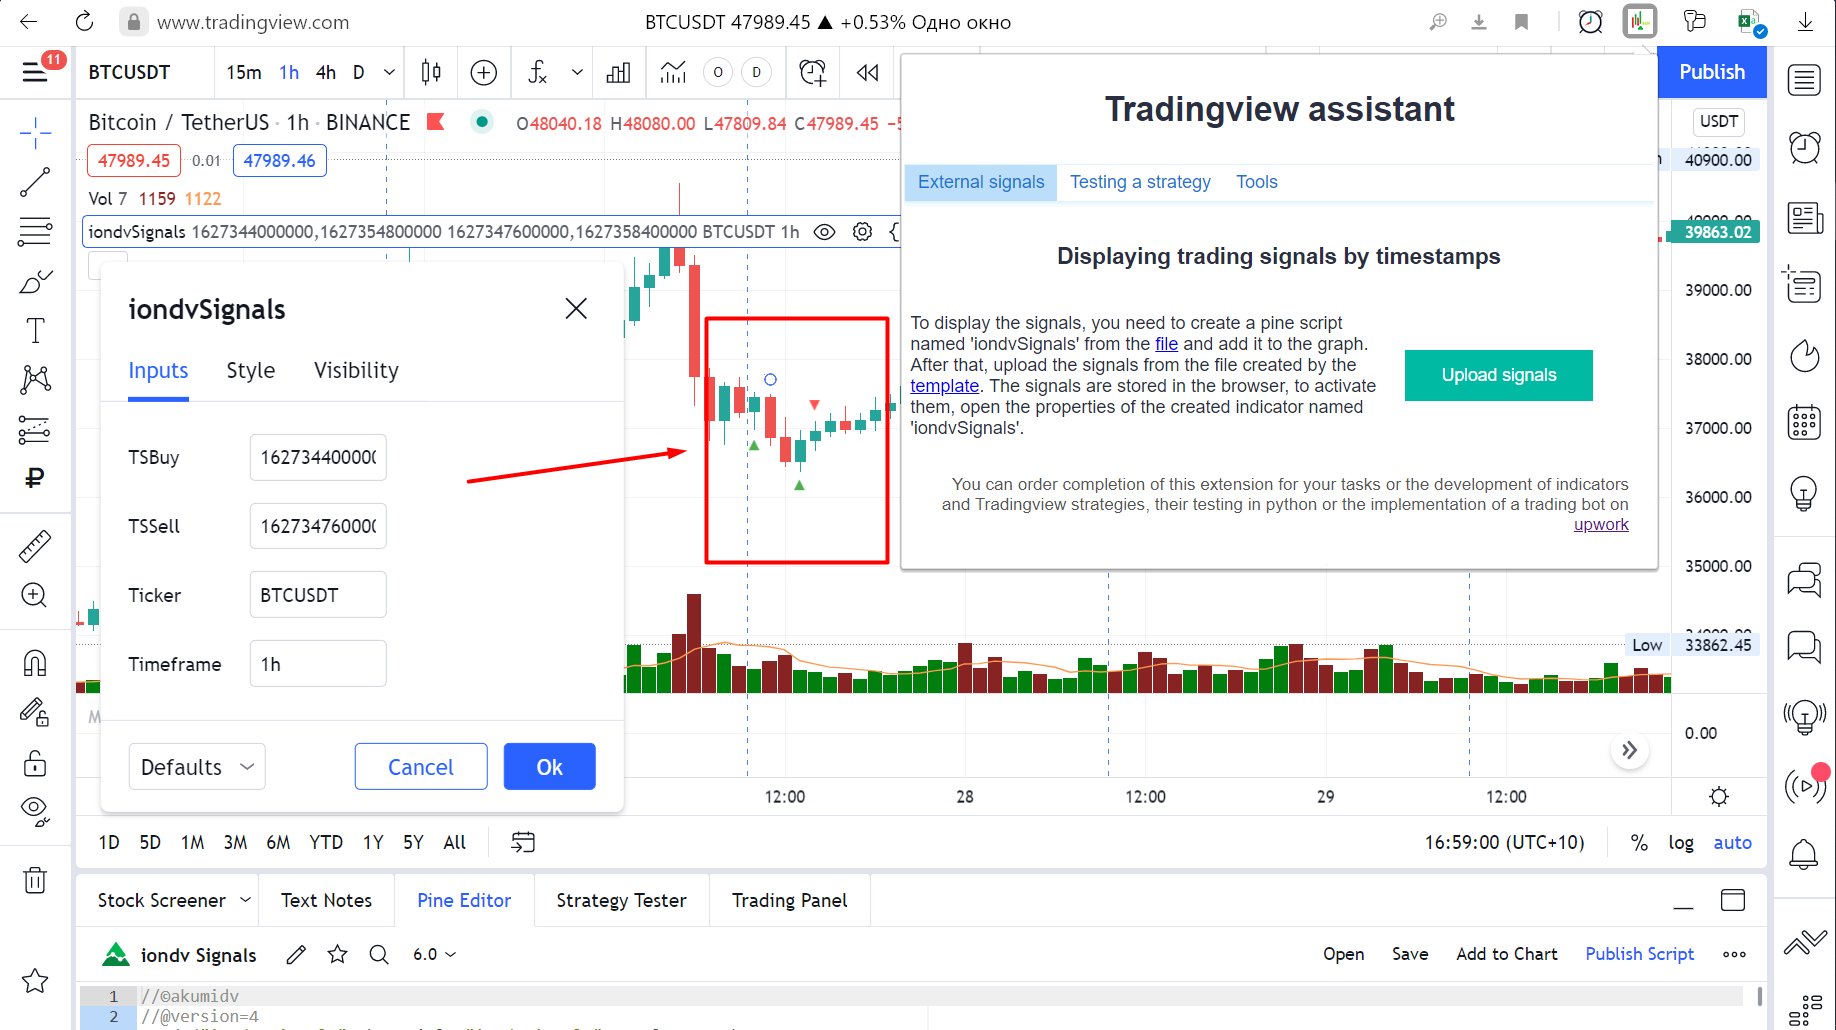 www.tradingview.com
BTCUSDT 47989.45 ▲ +0.53% Одно окно
11
BTCUSDT
15m 1h 4h D
O D
Publish
Bitcoin / TetherUS · 1h · BINANCE
O48040.18 H48080.00 L47809.84 C47989.45
47989.45 0.01 47989.46
Vol 7 1159 1122
iondvSignals 1627344000000,1627354800000 1627347600000,1627358400000 BTCUSDT 1h
iondvSignals
Inputs Style Visibility
TSBuy 162734400000
TSSell 162734760000
Ticker BTCUSDT
Timeframe 1h
Defaults Cancel Ok
Tradingview assistant
External signals Testing a strategy Tools
Displaying trading signals by timestamps
To display the signals, you need to create a pine script
named 'iondvSignals' from the file and add it to the graph.
After that, upload the signals from the file created by the
template. The signals are stored in the browser, to activate
them, open the properties of the created indicator named
'iondvSignals'.
Upload signals
You can order completion of this extension for your tasks or the development of indicators
and Tradingview strategies, their testing in python or the implementation of a trading bot on
upwork
USDT
40900.00
39863.02
39000.00
38000.00
37000.00
36000.00
35000.00
Low 33862.45
0.00
12:00 28 12:00 29 12:00
1D 5D 1M 3M 6M YTD 1Y 5Y All
16:59:00 (UTC+10) % log auto
Stock Screener Text Notes Pine Editor Strategy Tester Trading Panel
iondv Signals 6.0
Open Save Add to Chart Publish Script
1 //©akumidv
2 //@version=4